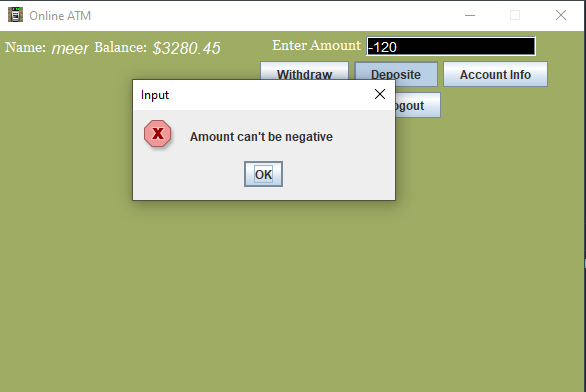 Online ATM
Name: meer Balance: $3280.45 Enter Amount -120
Withdraw Deposite Account Info
ogout
Input
Amount can't be negative
OK